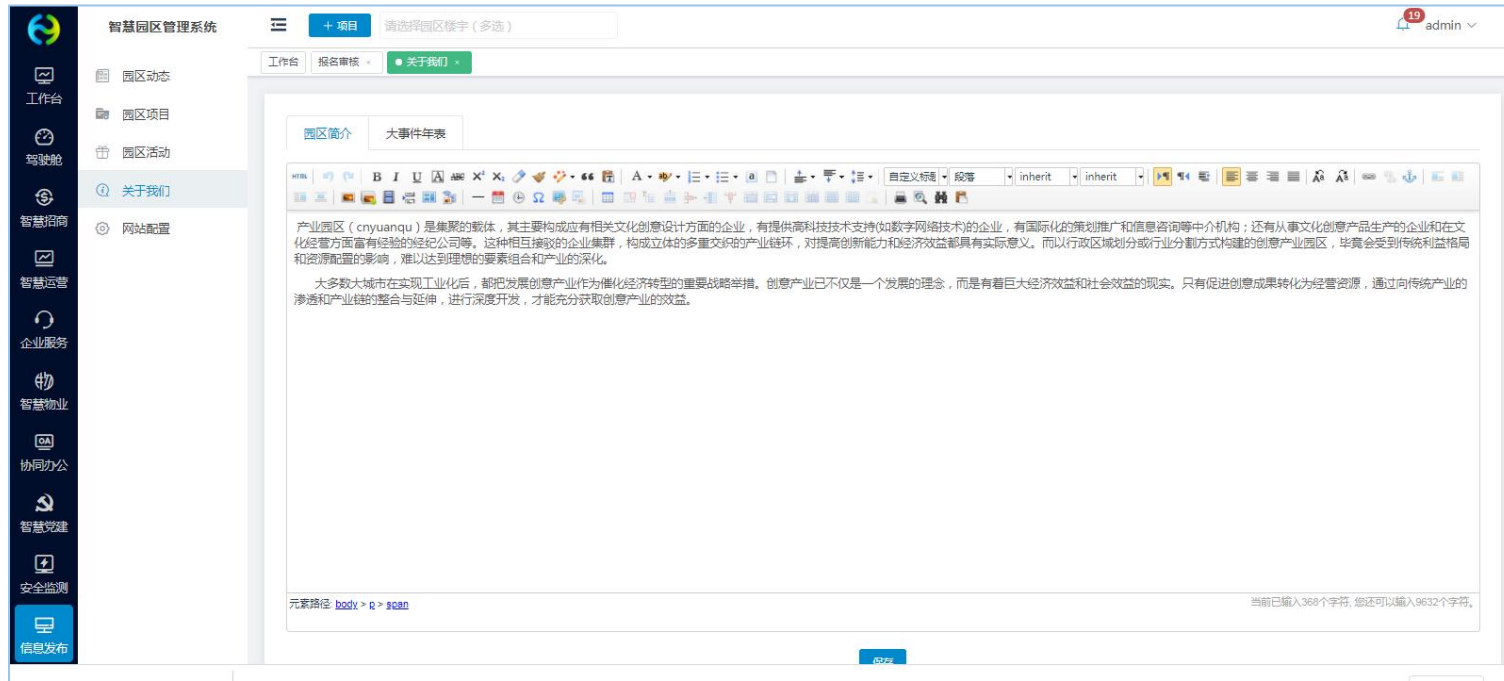 智慧园区管理系统
+ 项目
请选择园区楼宇（多选）
19
admin
工作台
报名审核 ×
关于我们 ×
工作台
驾驶舱
智慧招商
智慧运营
企业服务
智慧物业
OA
协同办公
智慧党建
安全监测
信息发布
园区动态
园区项目
园区活动
关于我们
网站配置
园区简介
大事件年表
HTML
自定义标题
段落
inherit
inherit
产业园区（cnyuanqu）是集聚的载体，其主要构成应有相关文化创意设计方面的企业，有提供高科技技术支持(如数字网络技术)的企业，有国际化的策划推广和信息咨询等中介机构；还有从事文化创意产品生产的企业和在文
化经营方面富有经验的经纪公司等。这种相互接驳的企业集群，构成立体的多重交织的产业链环，对提高创新能力和经济效益都具有实际意义。而以行政区域划分或行业分割方式构建的创意产业园区，毕竟会受到传统利益格局
和资源配置的影响，难以达到理想的要素组合和产业的深化。
大多数大城市在实现工业化后，都把发展创意产业作为催化经济转型的重要战略举措。创意产业已不仅是一个发展的理念，而是有着巨大经济效益和社会效益的现实。只有促进创意成果转化为经营资源，通过向传统产业的
渗透和产业链的整合与延伸，进行深度开发，才能充分获取创意产业的效益。
元素路径: body > p > span
当前已输入368个字符, 您还可以输入9632个字符。
保存